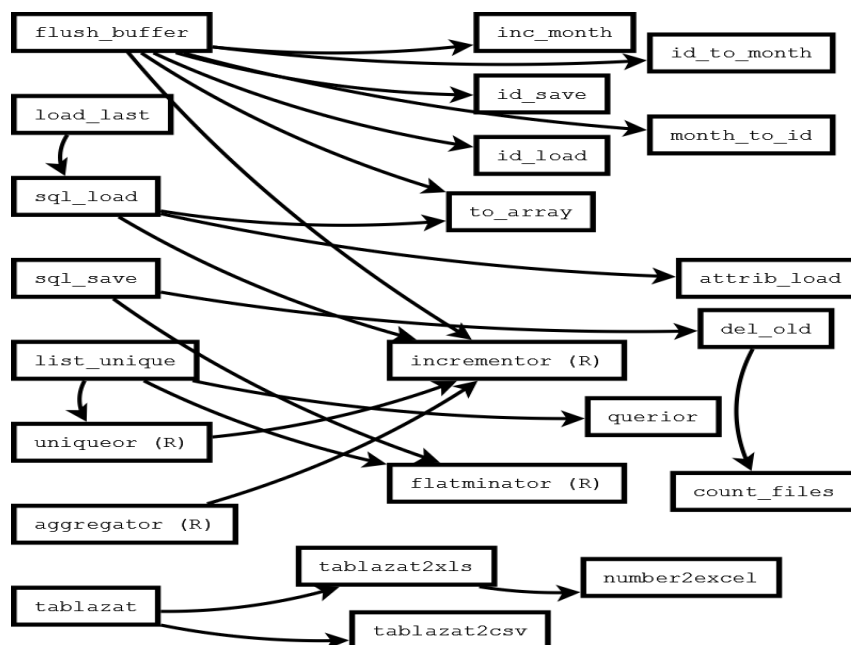 flush_buffer
inc_month
id_to_month
id_save
load_last
month_to_id
id_load
sql_load
to_array
sql_save
attrib_load
del_old
list_unique
incrementor (R)
querior
uniqueor (R)
flatminator (R)
count_files
aggregator (R)
tablazat2xls
number2excel
tablazat
tablazat2csv